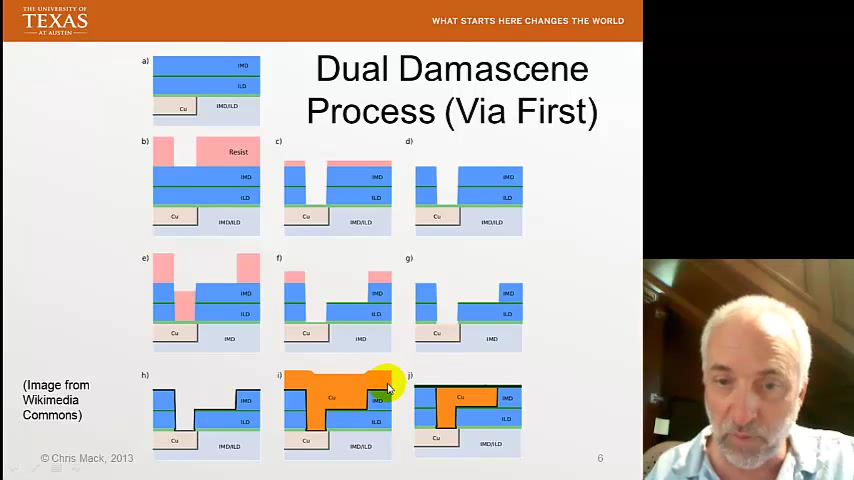 THE UNIVERSITY OF
TEXAS
AT AUSTIN
WHAT STARTS HERE CHANGES THE WORLD
Dual Damascene
Process (Via First)
a)
IMD
ILD
Cu
IMD/ILD
b)
Resist
IMD
ILD
Cu
IMD/ILD
c)
IMD
ILD
Cu
IMD/ILD
d)
IMD
ILD
Cu
IMD/ILD
e)
IMD
ILD
Cu
IMD
f)
IMD
ILD
Cu
IMD
g)
IMD
ILD
Cu
IMD
h)
IMD
ILD
Cu
IMD/ILD
i)
Cu
IMD
ILD
Cu
IMD/ILD
j)
Cu
IMD
ILD
Cu
IMD/ILD
(Image from
Wikimedia
Commons)
© Chris Mack, 2013
6